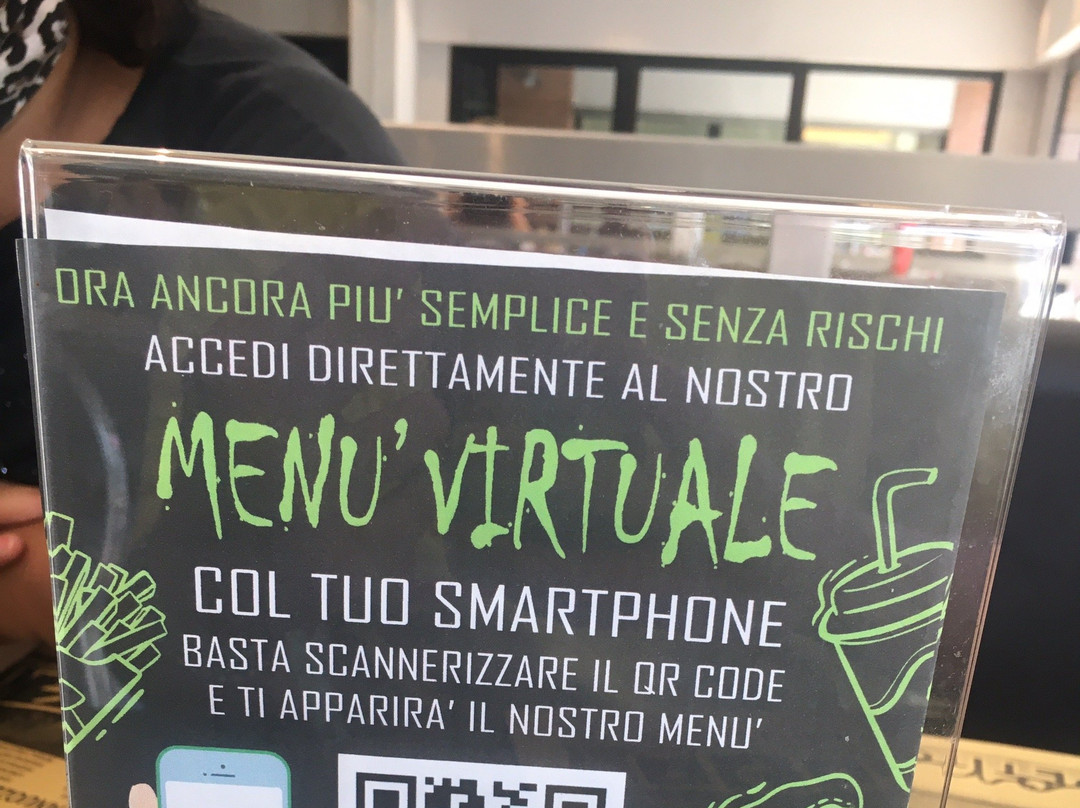 ORA ANCORA PIU' SEMPLICE E SENZA RISCHI
ACCEDI DIRETTAMENTE AL NOSTRO
MENU' VIRTUALE
COL TUO SMARTPHONE
BASTA SCANNERIZZARE IL QR CODE
E TI APPARIRA' IL NOSTRO MENU'